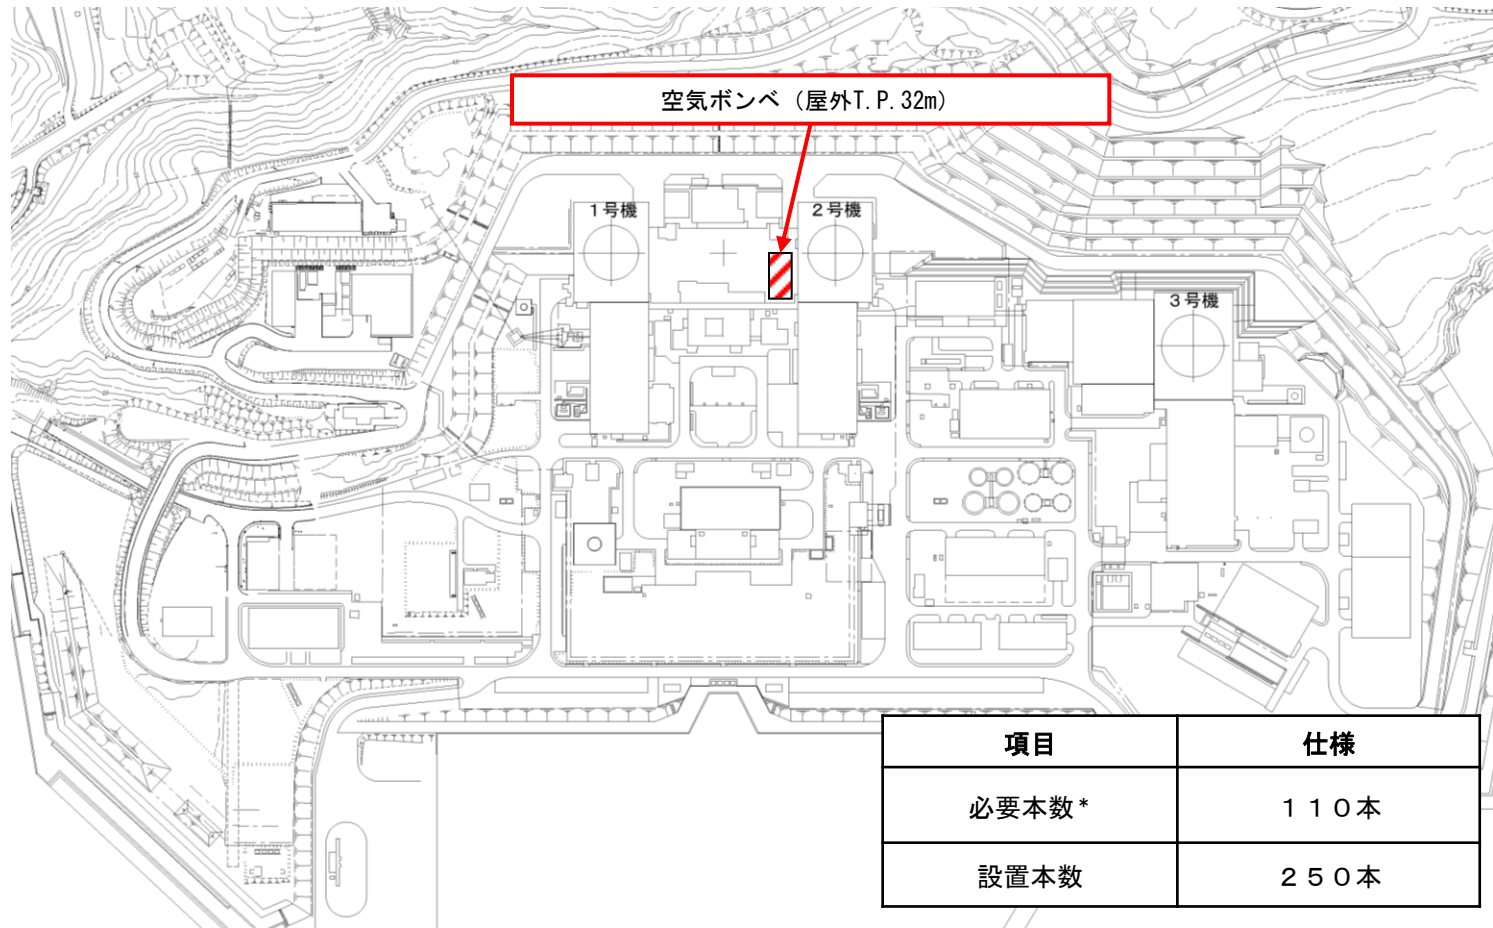 空気ボンベ（屋外T.P.32m）
1号機
2号機
3号機
項目 仕様
必要本数* 110本
設置本数 250本